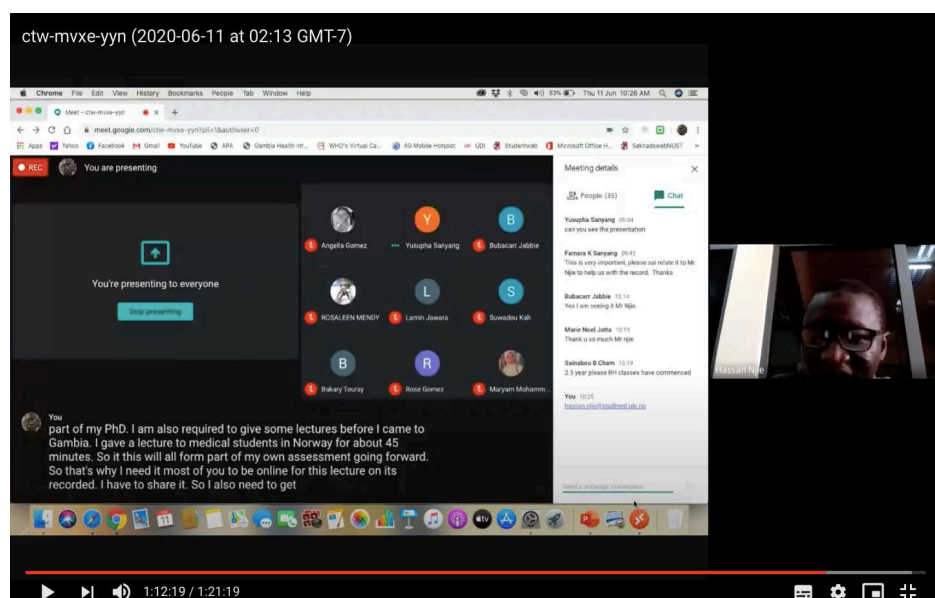 ctw-mvxe-yyn (2020-06-11 at 02:13 GMT-7)
Chrome File Edit View History Bookmarks People Tab Window Help
53% Thu 11 Jun 10:26 AM
Meet - ctw-mvxe-yyn
meet.google.com/ctw-mvxe-yyn?pli=1&authuser=0
Apps Yahoo Facebook Gmail YouTube APA Gambia Health Inf... WHO's Virtual Ca... AG Mobile Hotspot UDI Studentweb Microsoft Office H... SøknadswebNUST
REC
You are presenting
Meeting details
People (35)
Chat
You're presenting to everyone
Stop presenting
Angelia Gomez
Y
Yusupha Sanyang
B
Bubacarr Jabbie
ROSALEEN MENDY
L
Lamin Jawara
S
Suwadou Kah
B
Bakary Touray
R
Rose Gomez
Maryam Mohamm...
Yusupha Sanyang 09:04
can you see the presentation
Famara K Sanyang 09:45
This is very important, please sai relate it to Mr
Njie to help us with the record. Thanks
Bubacarr Jabbie 10:14
Yes I am seeing it Mr Njie.
Marie Noel Jatta 10:19
Thank u so much Mr njie
Sainabou B Cham 10:19
2.5 year please RH classes have commenced
You 10:25
hassan.njie@studmed.uio.no
Send a message to everyone
Hassan Njie
You
part of my PhD. I am also required to give some lectures before I came to
Gambia. I gave a lecture to medical students in Norway for about 45
minutes. So it this will all form part of my own assessment going forward.
So that's why I need it most of you to be online for this lecture on its
recorded. I have to share it. So I also need to get
11
tv
1:12:19 / 1:21:19